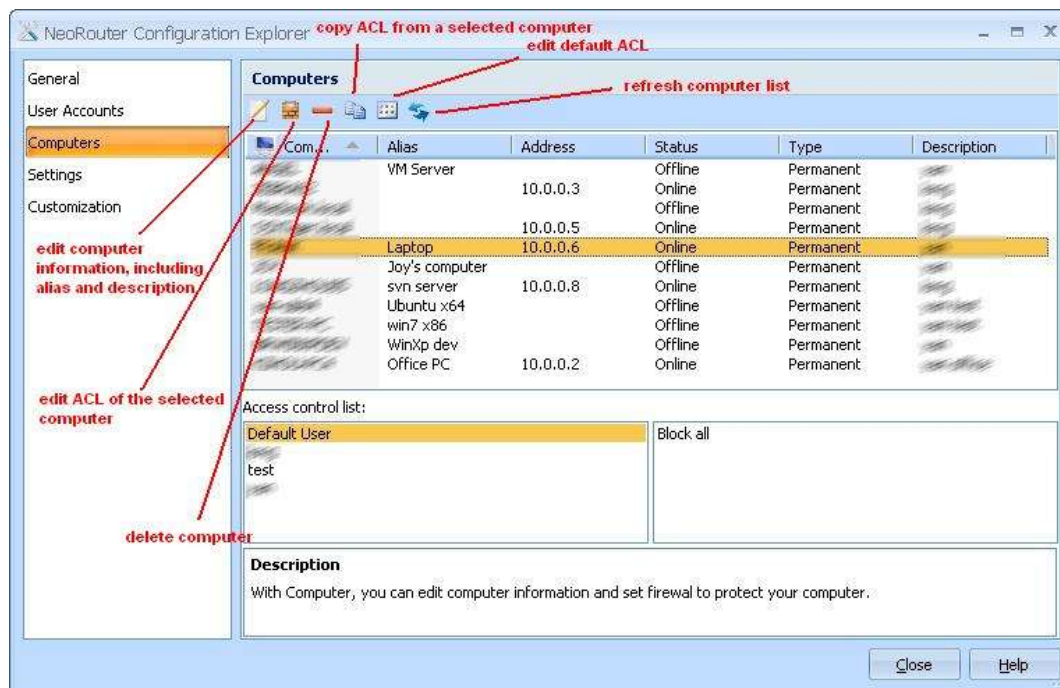 NeoRouter Configuration Explorer
copy ACL from a selected computer
edit default ACL
refresh computer list
General
User Accounts
Computers
Settings
Customization
edit computer
information, including
alias and description
edit ACL of the selected
computer
delete computer
Computers
Com... Alias Address Status Type Description
VM Server Offline Permanent
10.0.0.3 Online Permanent
Offline Permanent
10.0.0.5 Online Permanent
Laptop 10.0.0.6 Online Permanent
Joy's computer Offline Permanent
svn server 10.0.0.8 Online Permanent
Ubuntu x64 Offline Permanent
win7 x86 Offline Permanent
WinXp dev Offline Permanent
Office PC 10.0.0.2 Online Permanent
Access control list:
Default User
test
Block all
Description
With Computer, you can edit computer information and set firewal to protect your computer.
Close Help